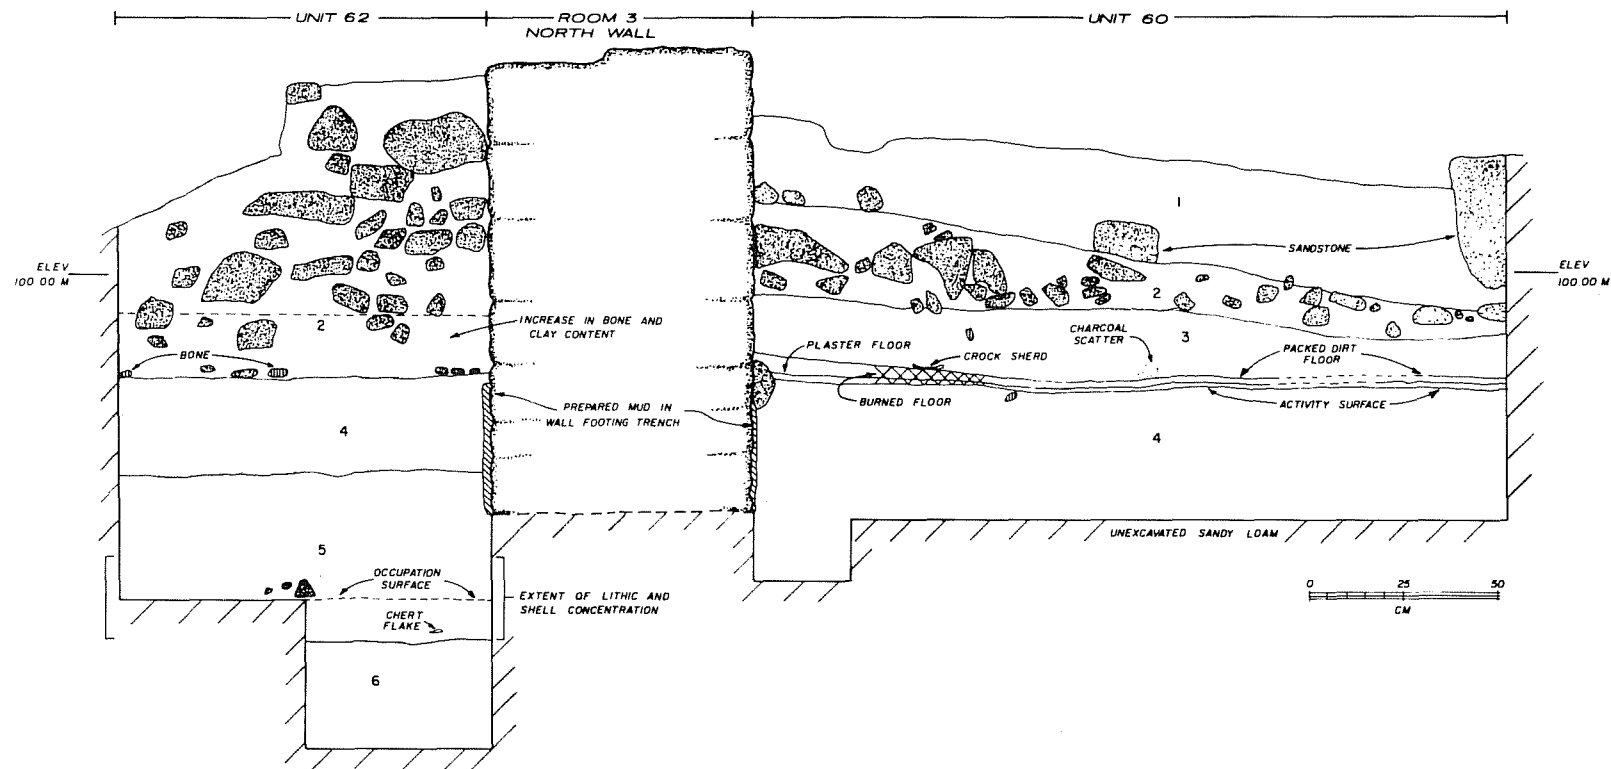 UNIT 62
ROOM 3
NORTH WALL
UNIT 60
1
SANDSTONE
ELEV
100.00 M
ELEV
100.00 M
2
2
INCREASE IN BONE AND
CLAY CONTENT
3
CHARCOAL
SCATTER
PLASTER FLOOR
CROCK SHERD
PACKED DIRT
FLOOR
BONE
BURNED FLOOR
ACTIVITY SURFACE
PREPARED MUD IN
WALL FOOTING TRENCH
4
4
UNEXCAVATED SANDY LOAM
5
OCCUPATION
SURFACE
EXTENT OF LITHIC AND
SHELL CONCENTRATION
CHERT
FLAKE
0 25 50
CM
6